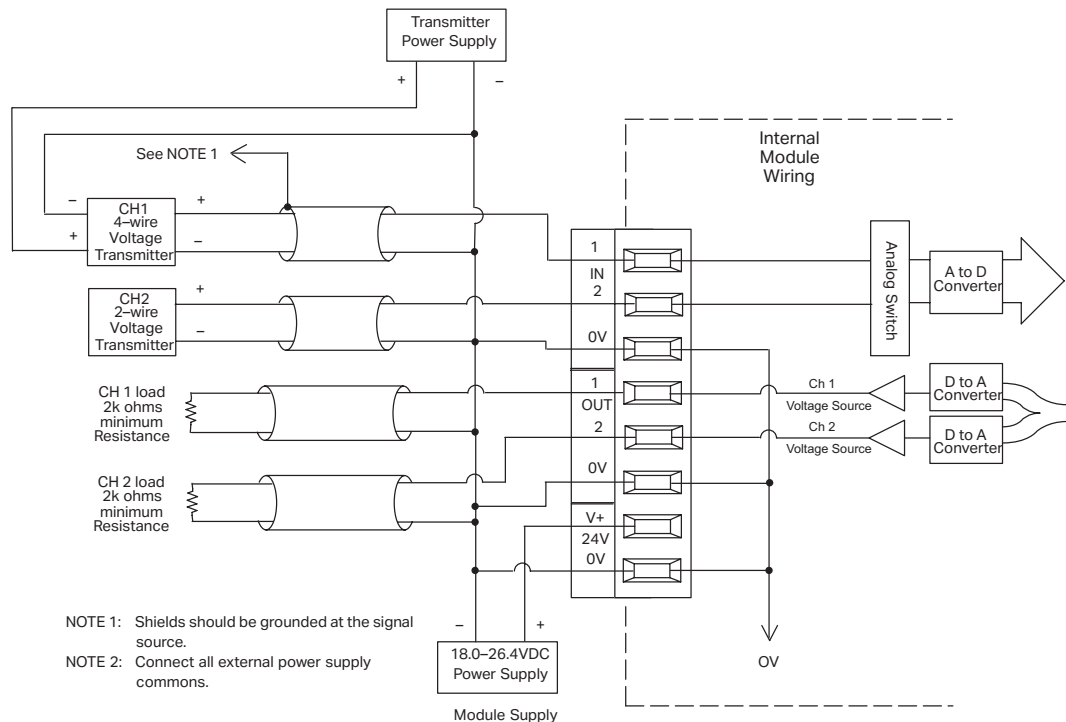 Transmitter
Power Supply
+
–
See NOTE 1
Internal
Module
Wiring
–
+
CH1
4–wire
Voltage
Transmitter
+
–
1
IN
2
0V
Analog Switch
A to D
Converter
CH2
2–wire
Voltage
Transmitter
+
–
CH 1 load
2k ohms
minimum
Resistance
1
OUT
2
0V
Ch 1
Voltage Source
D to A
Converter
Ch 2
Voltage Source
D to A
Converter
CH 2 load
2k ohms
minimum
Resistance
V+
24V
0V
NOTE 1: Shields should be grounded at the signal
source.
NOTE 2: Connect all external power supply
commons.
–
+
18.0–26.4VDC
Power Supply
Module Supply
OV